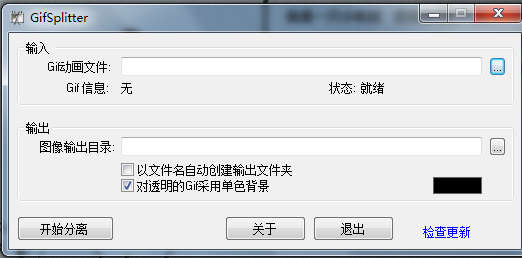 GifSplitter
输入
Gif动画文件:
...
Gif 信息: 无 状态: 就绪
输出
图像输出目录:
...
以文件名自动创建输出文件夹
对透明的Gif采用单色背景
开始分离 关于 退出 检查更新